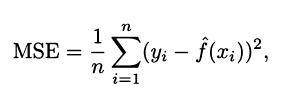 MSE = \frac{1}{n} \sum_{i=1}^{n} (y_i - \hat{f}(x_i))^2,